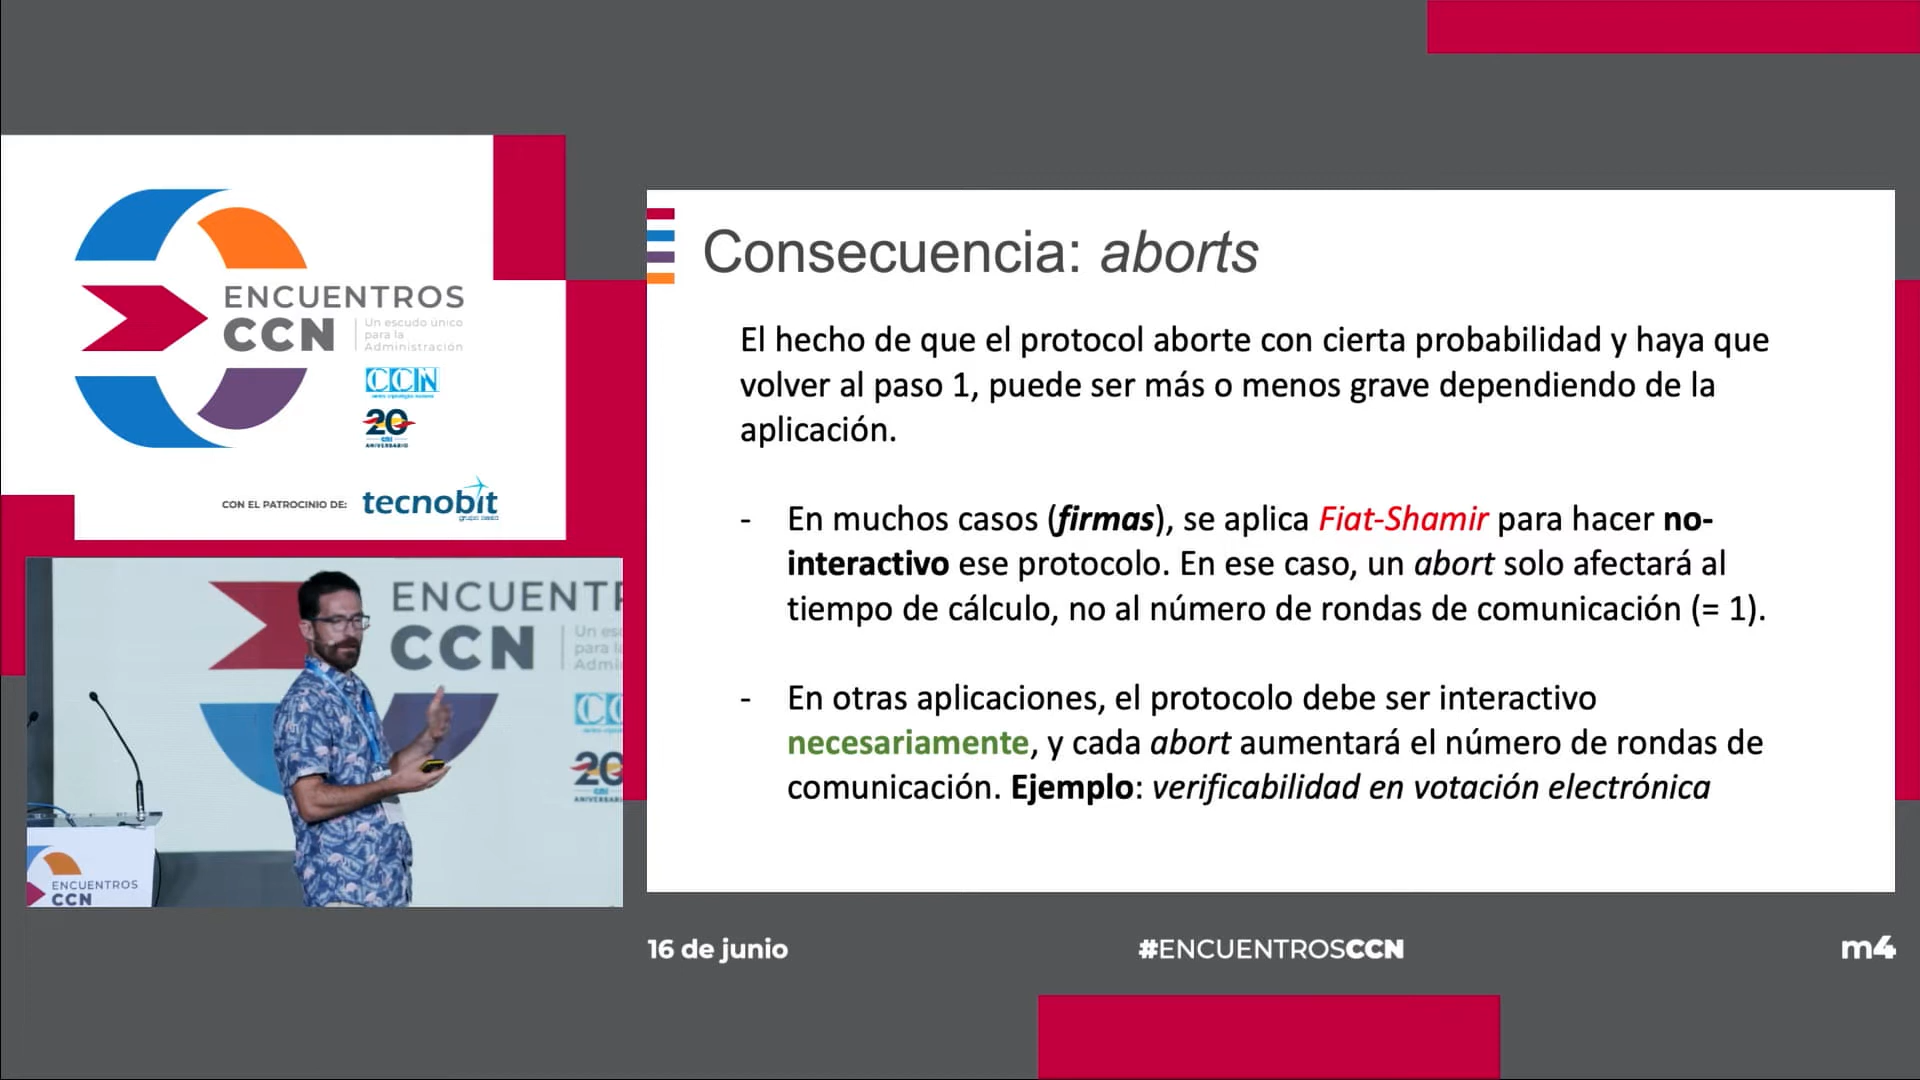 ENCUENTROS
CCN
Un escudo único
para la
Administración
CCN
20
ANIVERSARIO
CON EL PATROCINIO DE:
tecnobit
ENCUENTR
CCN
20
ENCUENTROS
CCN
Consecuencia: aborts
El hecho de que el protocol aborte con cierta probabilidad y haya que
volver al paso 1, puede ser más o menos grave dependiendo de la
aplicación.
- En muchos casos (firmas), se aplica Fiat-Shamir para hacer no-
interactivo ese protocolo. En ese caso, un abort solo afectará al
tiempo de cálculo, no al número de rondas de comunicación (= 1).
- En otras aplicaciones, el protocolo debe ser interactivo
necesariamente, y cada abort aumentará el número de rondas de
comunicación. Ejemplo: verificabilidad en votación electrónica
16 de junio
#ENCUENTROSCCN
m4